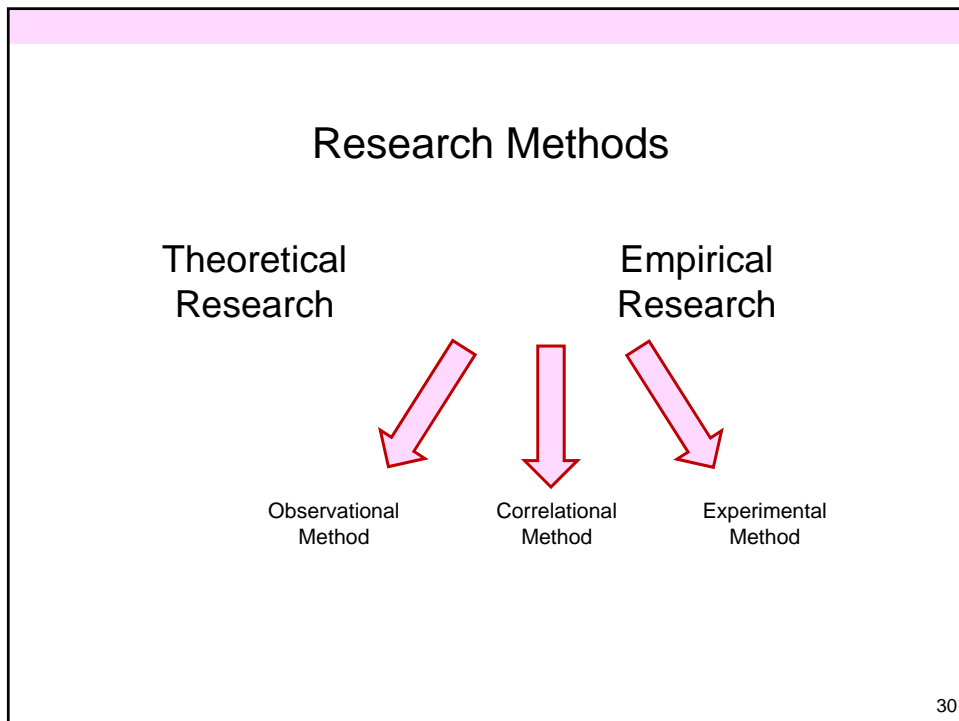 Research Methods
Theoretical
Research
Empirical
Research
Observational
Method
Correlational
Method
Experimental
Method
30